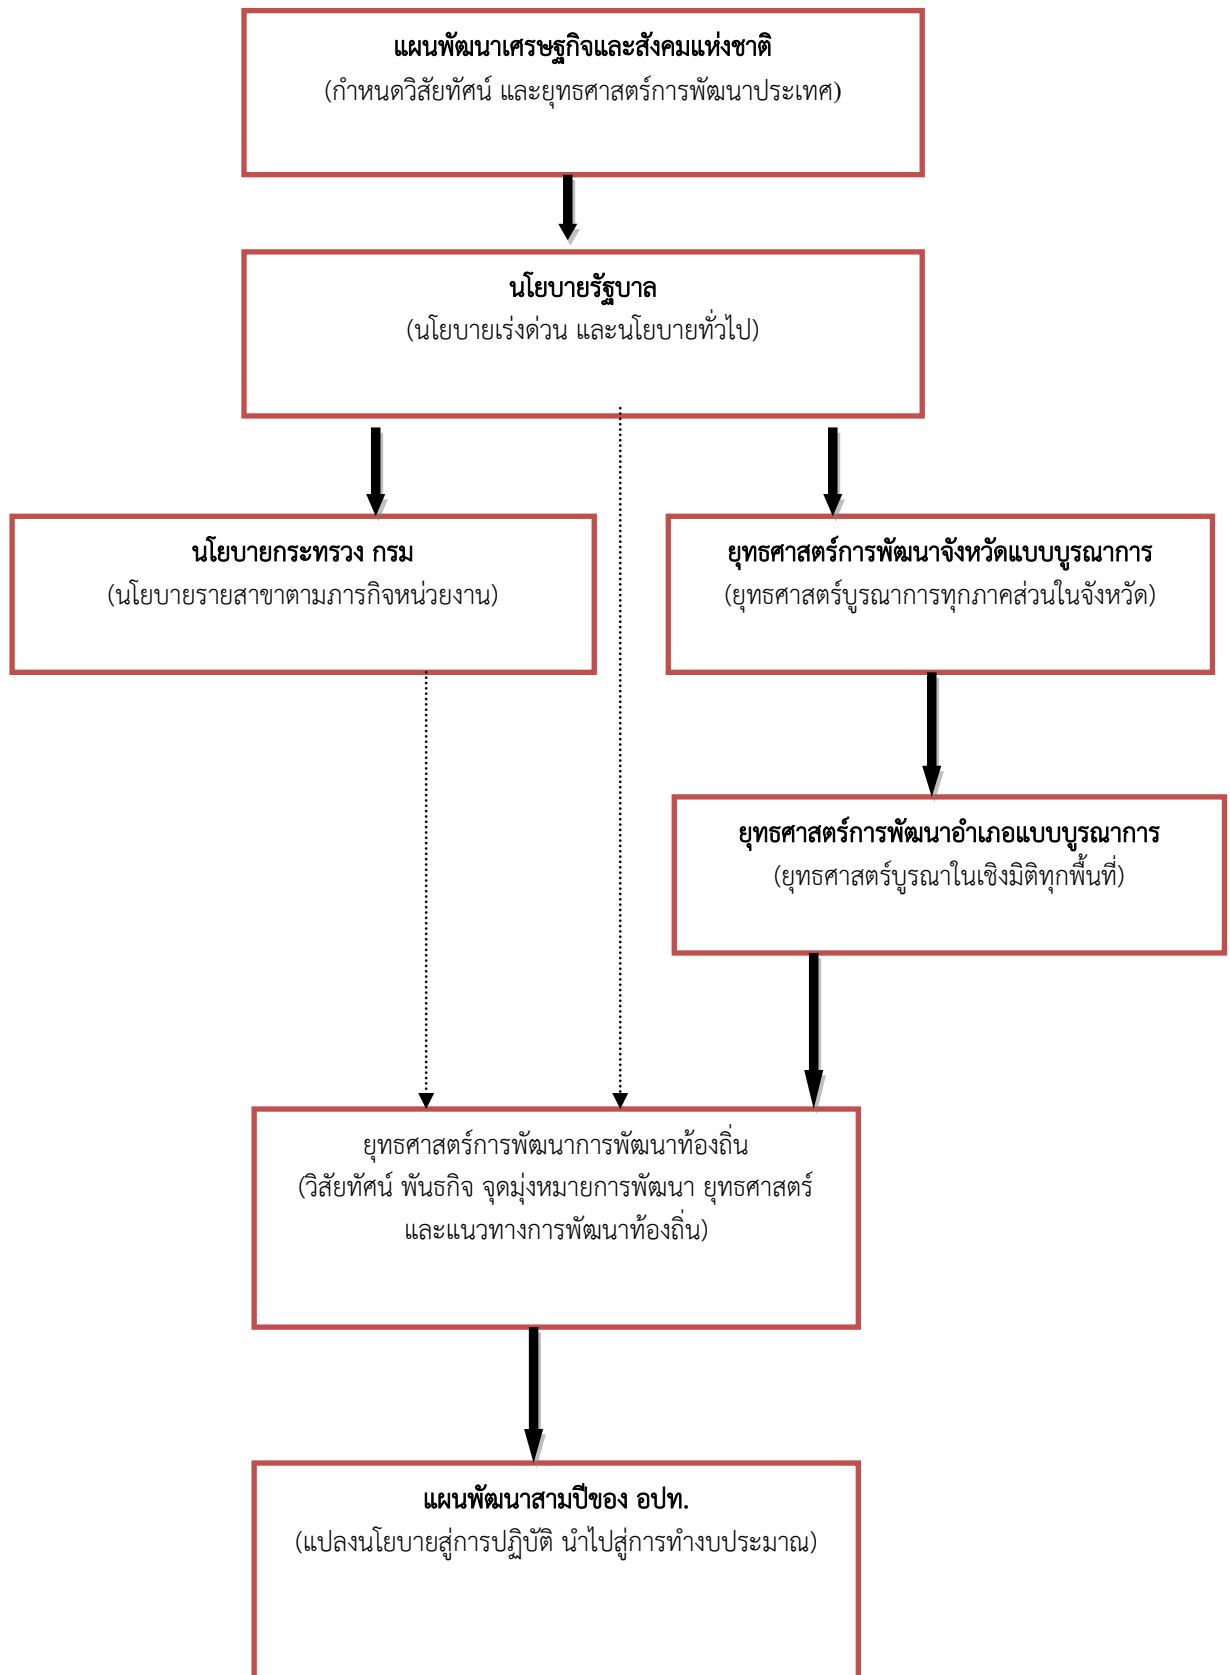 แผนพัฒนาเศรษฐกิจและสังคมแห่งชาติ
(กำหนดวิสัยทัศน์ และยุทธศาสตร์การพัฒนาประเทศ)
นโยบายรัฐบาล
(นโยบายเร่งด่วน และนโยบายทั่วไป)
นโยบายกระทรวง กรม
(นโยบายรายสาขาตามภารกิจหน่วยงาน)
ยุทธศาสตร์การพัฒนาจังหวัดแบบบูรณาการ
(ยุทธศาสตร์บูรณาการทุกภาคส่วนในจังหวัด)
ยุทธศาสตร์การพัฒนาอำเภอแบบบูรณาการ
(ยุทธศาสตร์บูรณาในเชิงมิติทุกพื้นที่)
ยุทธศาสตร์การพัฒนาการพัฒนาท้องถิ่น
(วิสัยทัศน์ พันธกิจ จุดมุ่งหมายการพัฒนา ยุทธศาสตร์
และแนวทางการพัฒนาท้องถิ่น)
แผนพัฒนาสามปีของ อปท.
(แปลงนโยบายสู่การปฏิบัติ นำไปสู่การทำงบประมาณ)